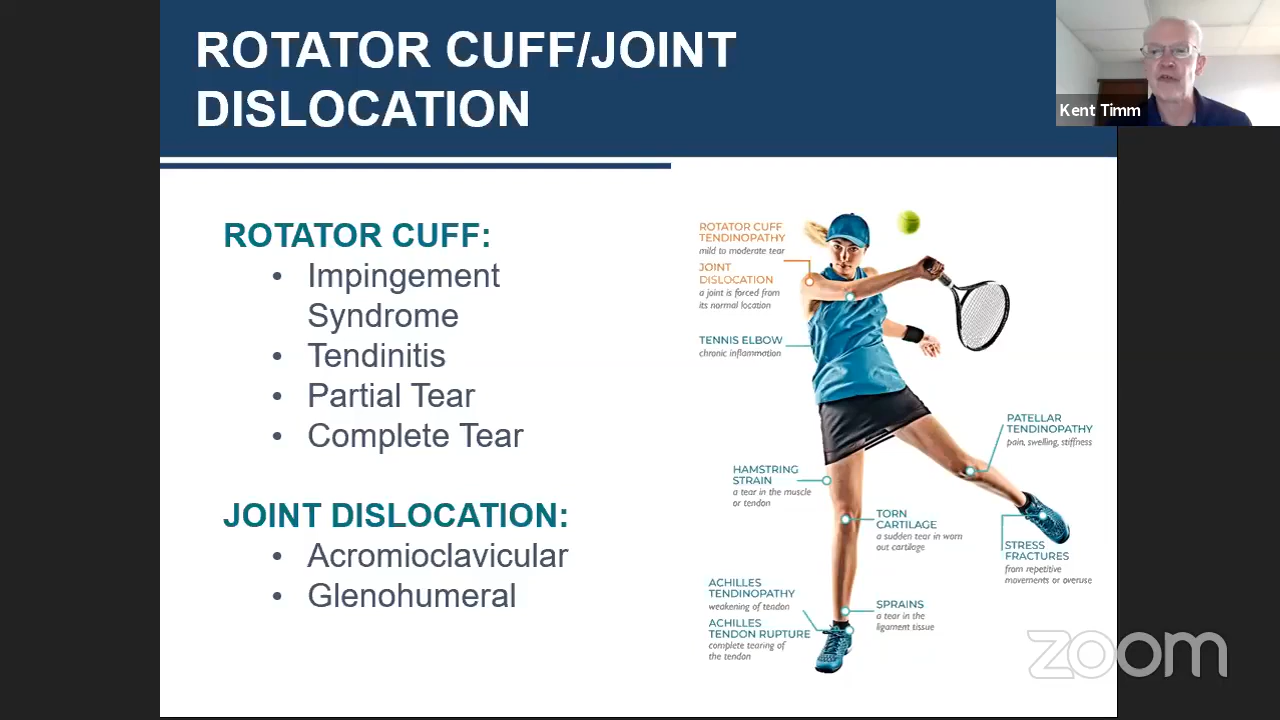 ROTATOR CUFF/JOINT
DISLOCATION
Kent Timm
ROTATOR CUFF:
• Impingement
Syndrome
• Tendinitis
• Partial Tear
• Complete Tear
JOINT DISLOCATION:
• Acromioclavicular
• Glenohumeral
ROTATOR CUFF
TENDINOPATHY
mild to moderate tear
JOINT
DISLOCATION
a joint is forced from
its normal location
TENNIS ELBOW
chronic inflammation
PATELLAR
TENDINOPATHY
pain, swelling, stiffness
HAMSTRING
STRAIN
a tear in the muscle
or tendon
TORN
CARTILAGE
a sudden tear in worn
out cartilage
STRESS
FRACTURES
from repetitive
movements or overuse
ACHILLES
TENDINOPATHY
weakening of tendon
ACHILLES
TENDON RUPTURE
complete tearing of
the tendon
SPRAINS
a tear in the
ligament tissue
zoom